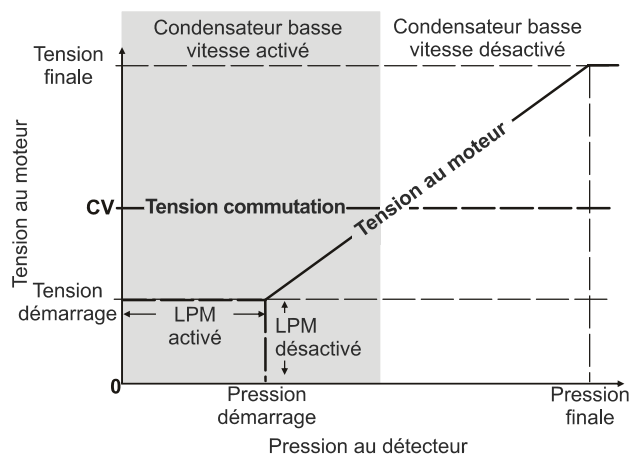 Condensateur basse
vitesse activé
Condensateur basse
vitesse désactivé
Tension
finale
Tension au moteur
Tension au moteur
CV
Tension commutation
Tension
démarrage
LPM
activé
LPM
désactivé
0
Pression
démarrage
Pression
finale
Pression au détecteur